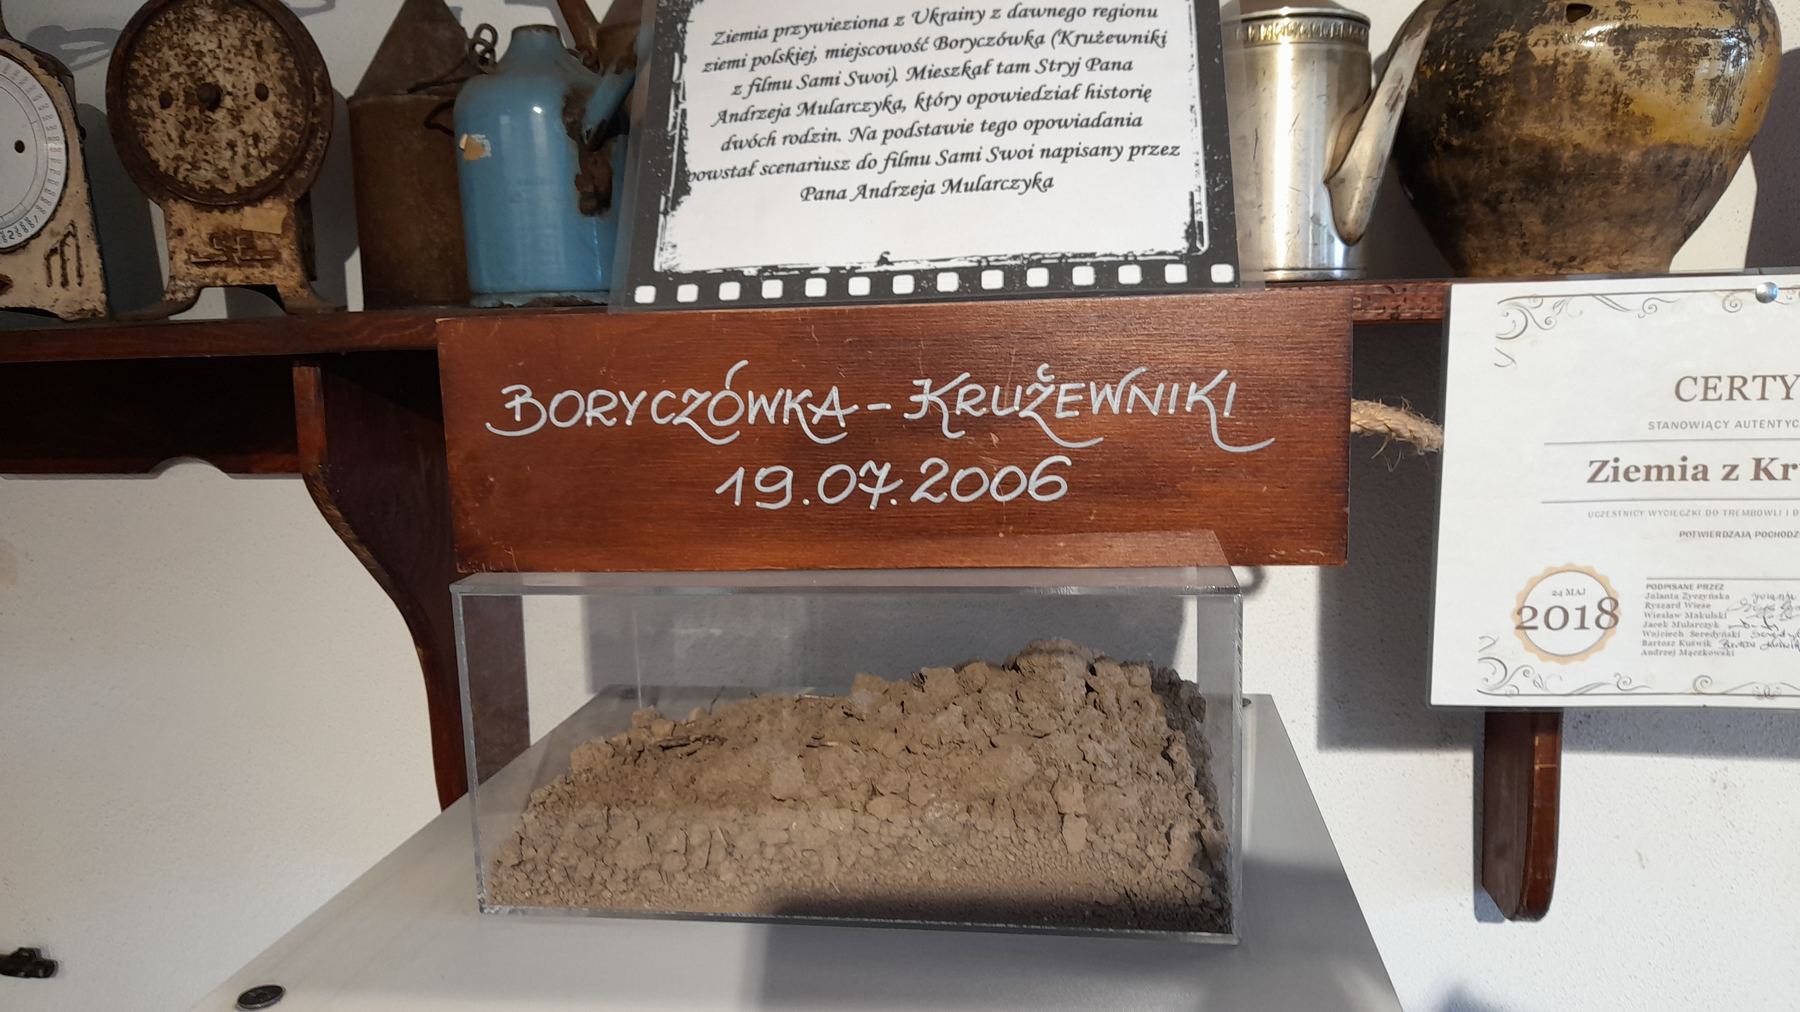 Ziemia przywieziona z Ukrainy z dawnego regionu
ziemi polskiej, miejscowość Boryczówka (Krużewniki
z filmu Sami Swoi). Mieszkał tam Stryj Pana
Andrzeja Mularczyka, który opowiedział historię
dwóch rodzin. Na podstawie tego opowiadania
powstał scenariusz do filmu Sami Swoi napisany przez
Pana Andrzeja Mularczyka
BORYCZÓWKA - KRUŻEWNIKI
19.07.2006
CERTY
STANOWIĄCY AUTENTYC
Ziemia z Kr
UCZESTNICY WYCIECZKI DO TREMBOWLI I B
POTWIERDZAJĄ POCHODZ
24 MAJ
2018
PODPISANE PRZEZ
Jolanta Zyczyńska
Ryszard Wiese
Wiesław Makulski
Jacek Mularczyk
Wojciech Seredyński
Bartosz Kuświk
Andrzej Mączkowski